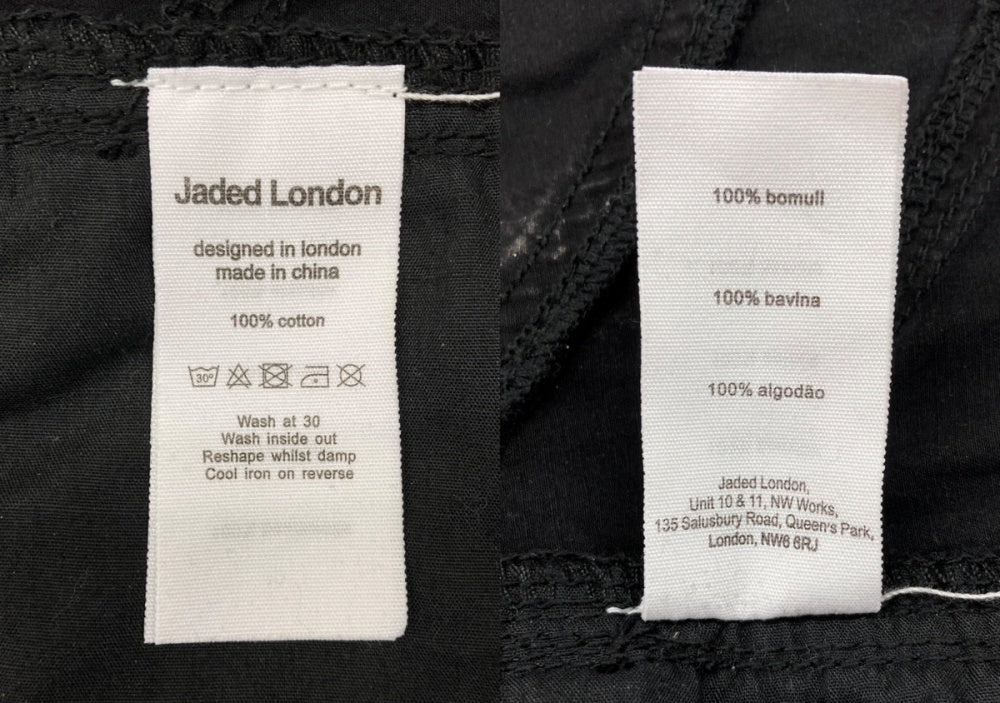 Jaded London
designed in london
made in china
100% cotton
30°
Wash at 30
Wash inside out
Reshape whilst damp
Cool iron on reverse
100% bomull
100% bavlna
100% algodão
Jaded London,
Unit 10 & 11, NW Works,
135 Salusbury Road, Queen's Park,
London, NW6 6RJ